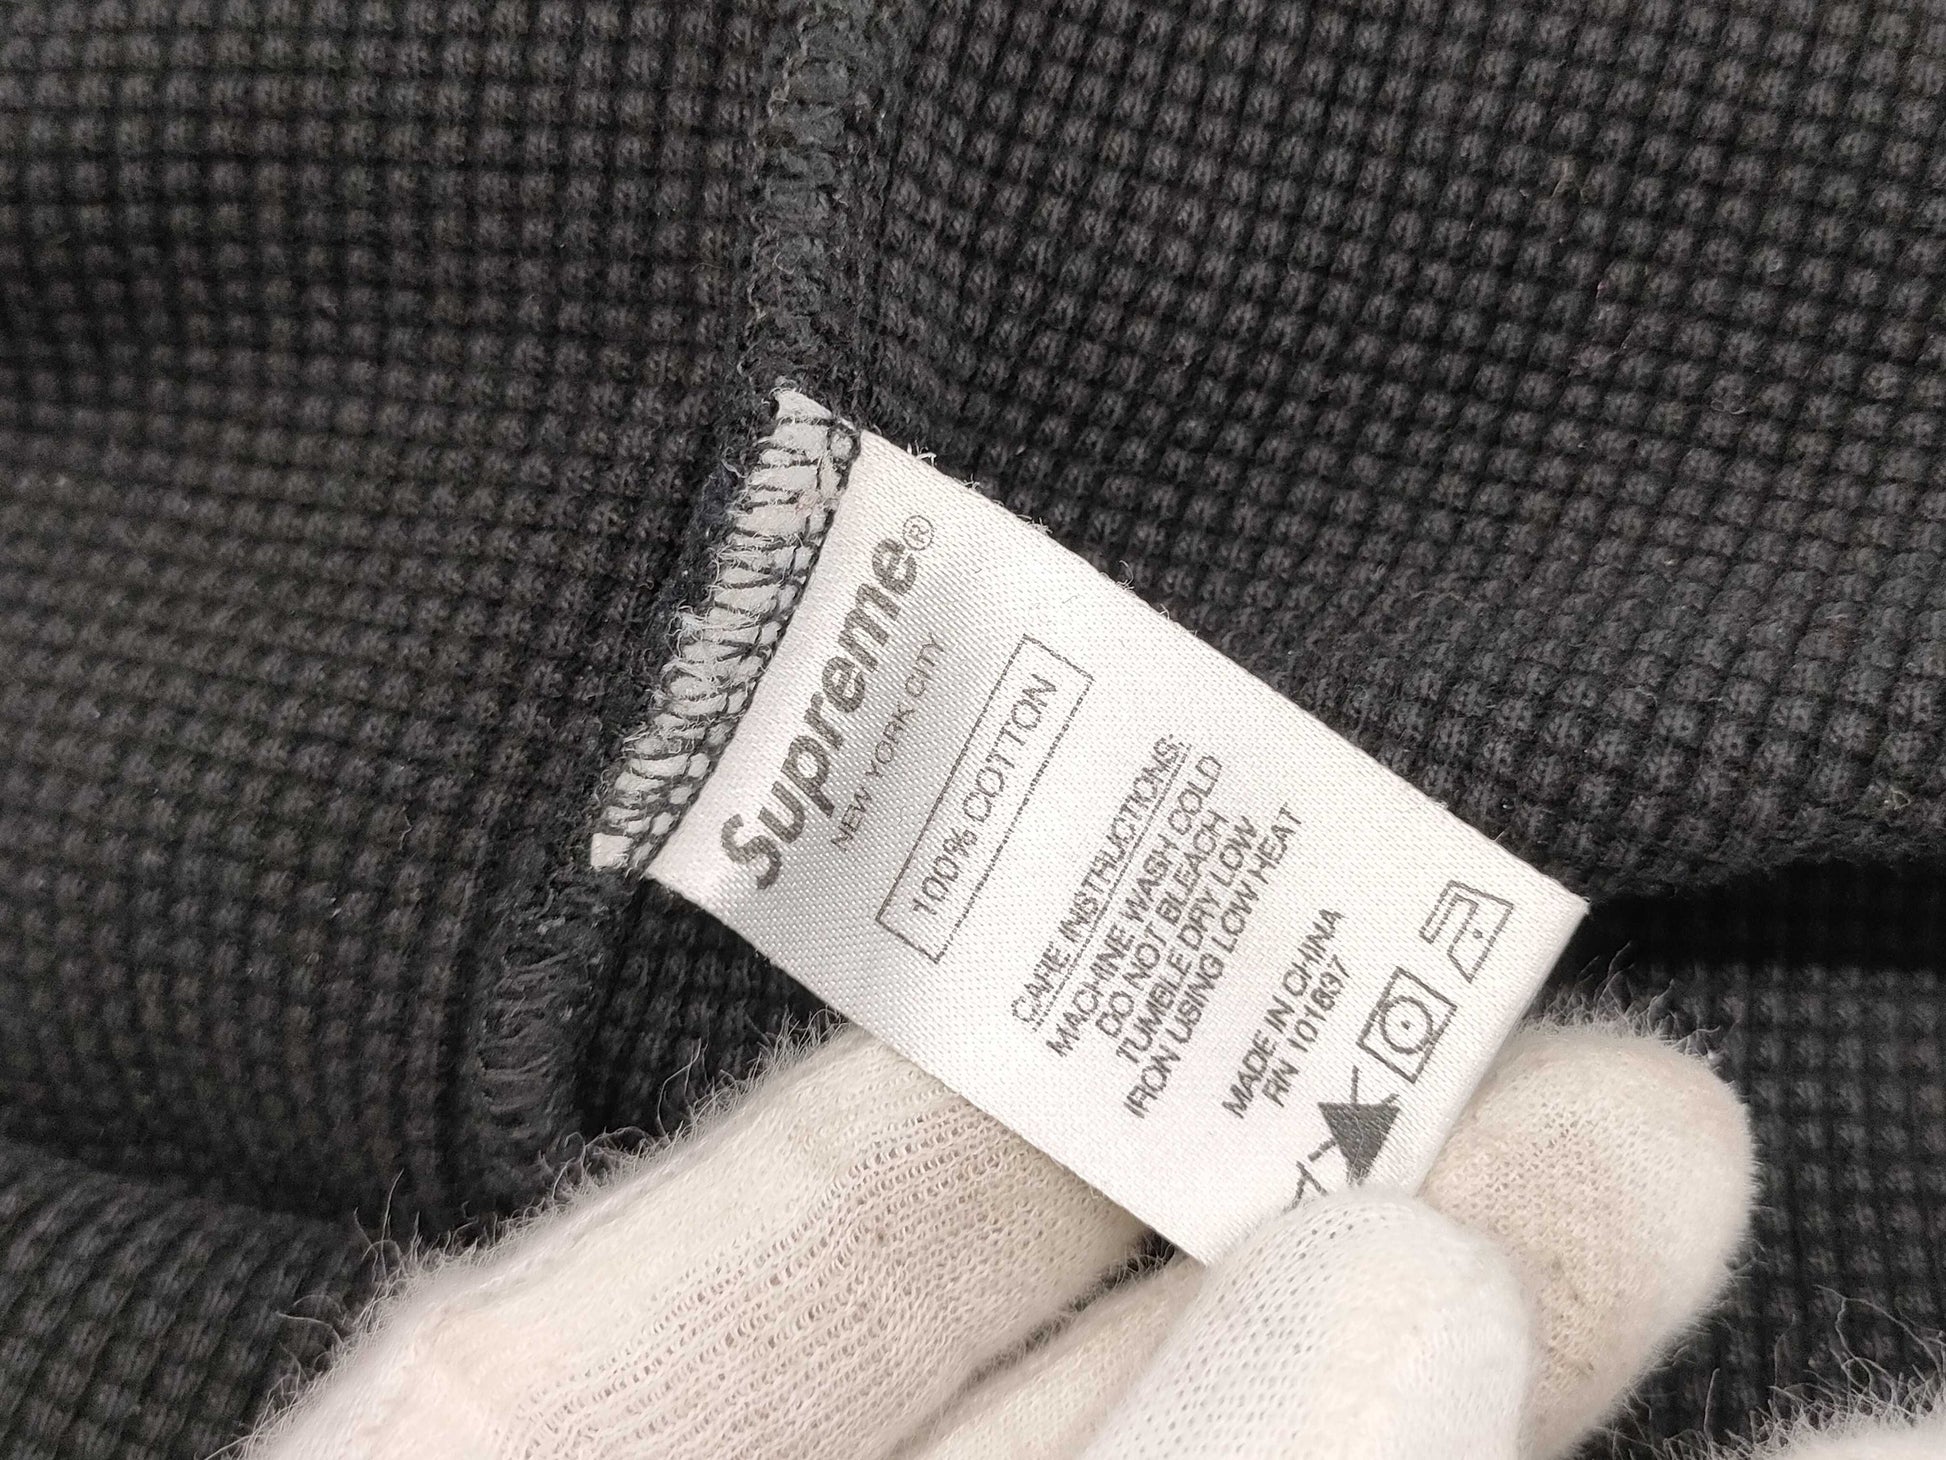 Supreme®
NEW YORK CITY
100% COTTON
CARE INSTRUCTIONS:
MACHINE WASH COLD
DO NOT BLEACH
TUMBLE DRY LOW
IRON USING LOW HEAT
MADE IN CHINA
RN 101837